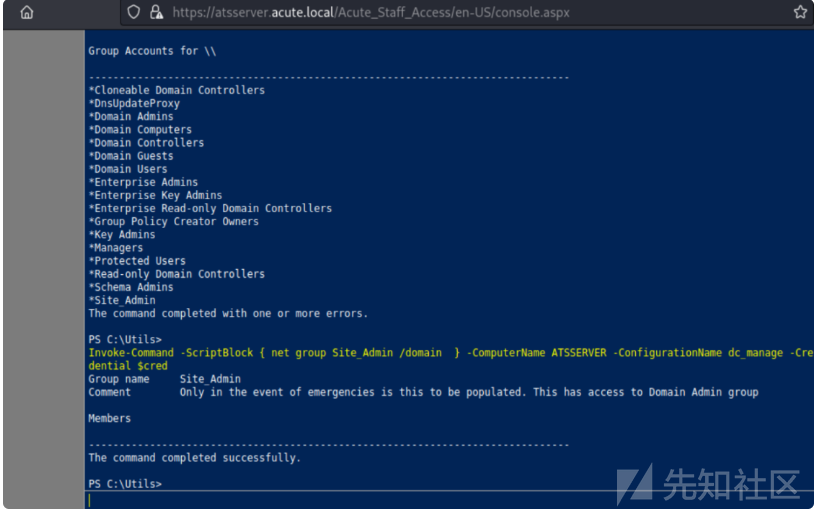 https://atsserver.acute.local/Acute_Staff_Access/en-US/console.aspx
Group Accounts for \\
-------------------------------------------------------------------------------
*Cloneable Domain Controllers
*DnsUpdateProxy
*Domain Admins
*Domain Computers
*Domain Controllers
*Domain Guests
*Domain Users
*Enterprise Admins
*Enterprise Key Admins
*Enterprise Read-only Domain Controllers
*Group Policy Creator Owners
*Key Admins
*Managers
*Protected Users
*Read-only Domain Controllers
*Schema Admins
*Site_Admin
The command completed with one or more errors.
PS C:\Utils>
Invoke-Command -ScriptBlock { net group Site_Admin /domain  } -ComputerName ATSSERVER -ConfigurationName dc_manage -Cre
dential $cred
Group name     Site_Admin
Comment        Only in the event of emergencies is this to be populated. This has access to Domain Admin group
Members
-------------------------------------------------------------------------------
The command completed successfully.
PS C:\Utils>
先知社区